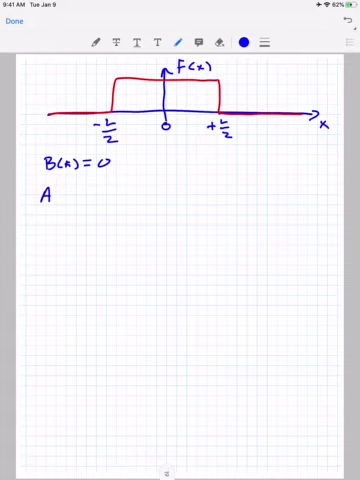 9:41 AM Tue Jan 9
62%
Done
T T T
F(x)
-L/2 0 +L/2 x
B(k) = 0
A